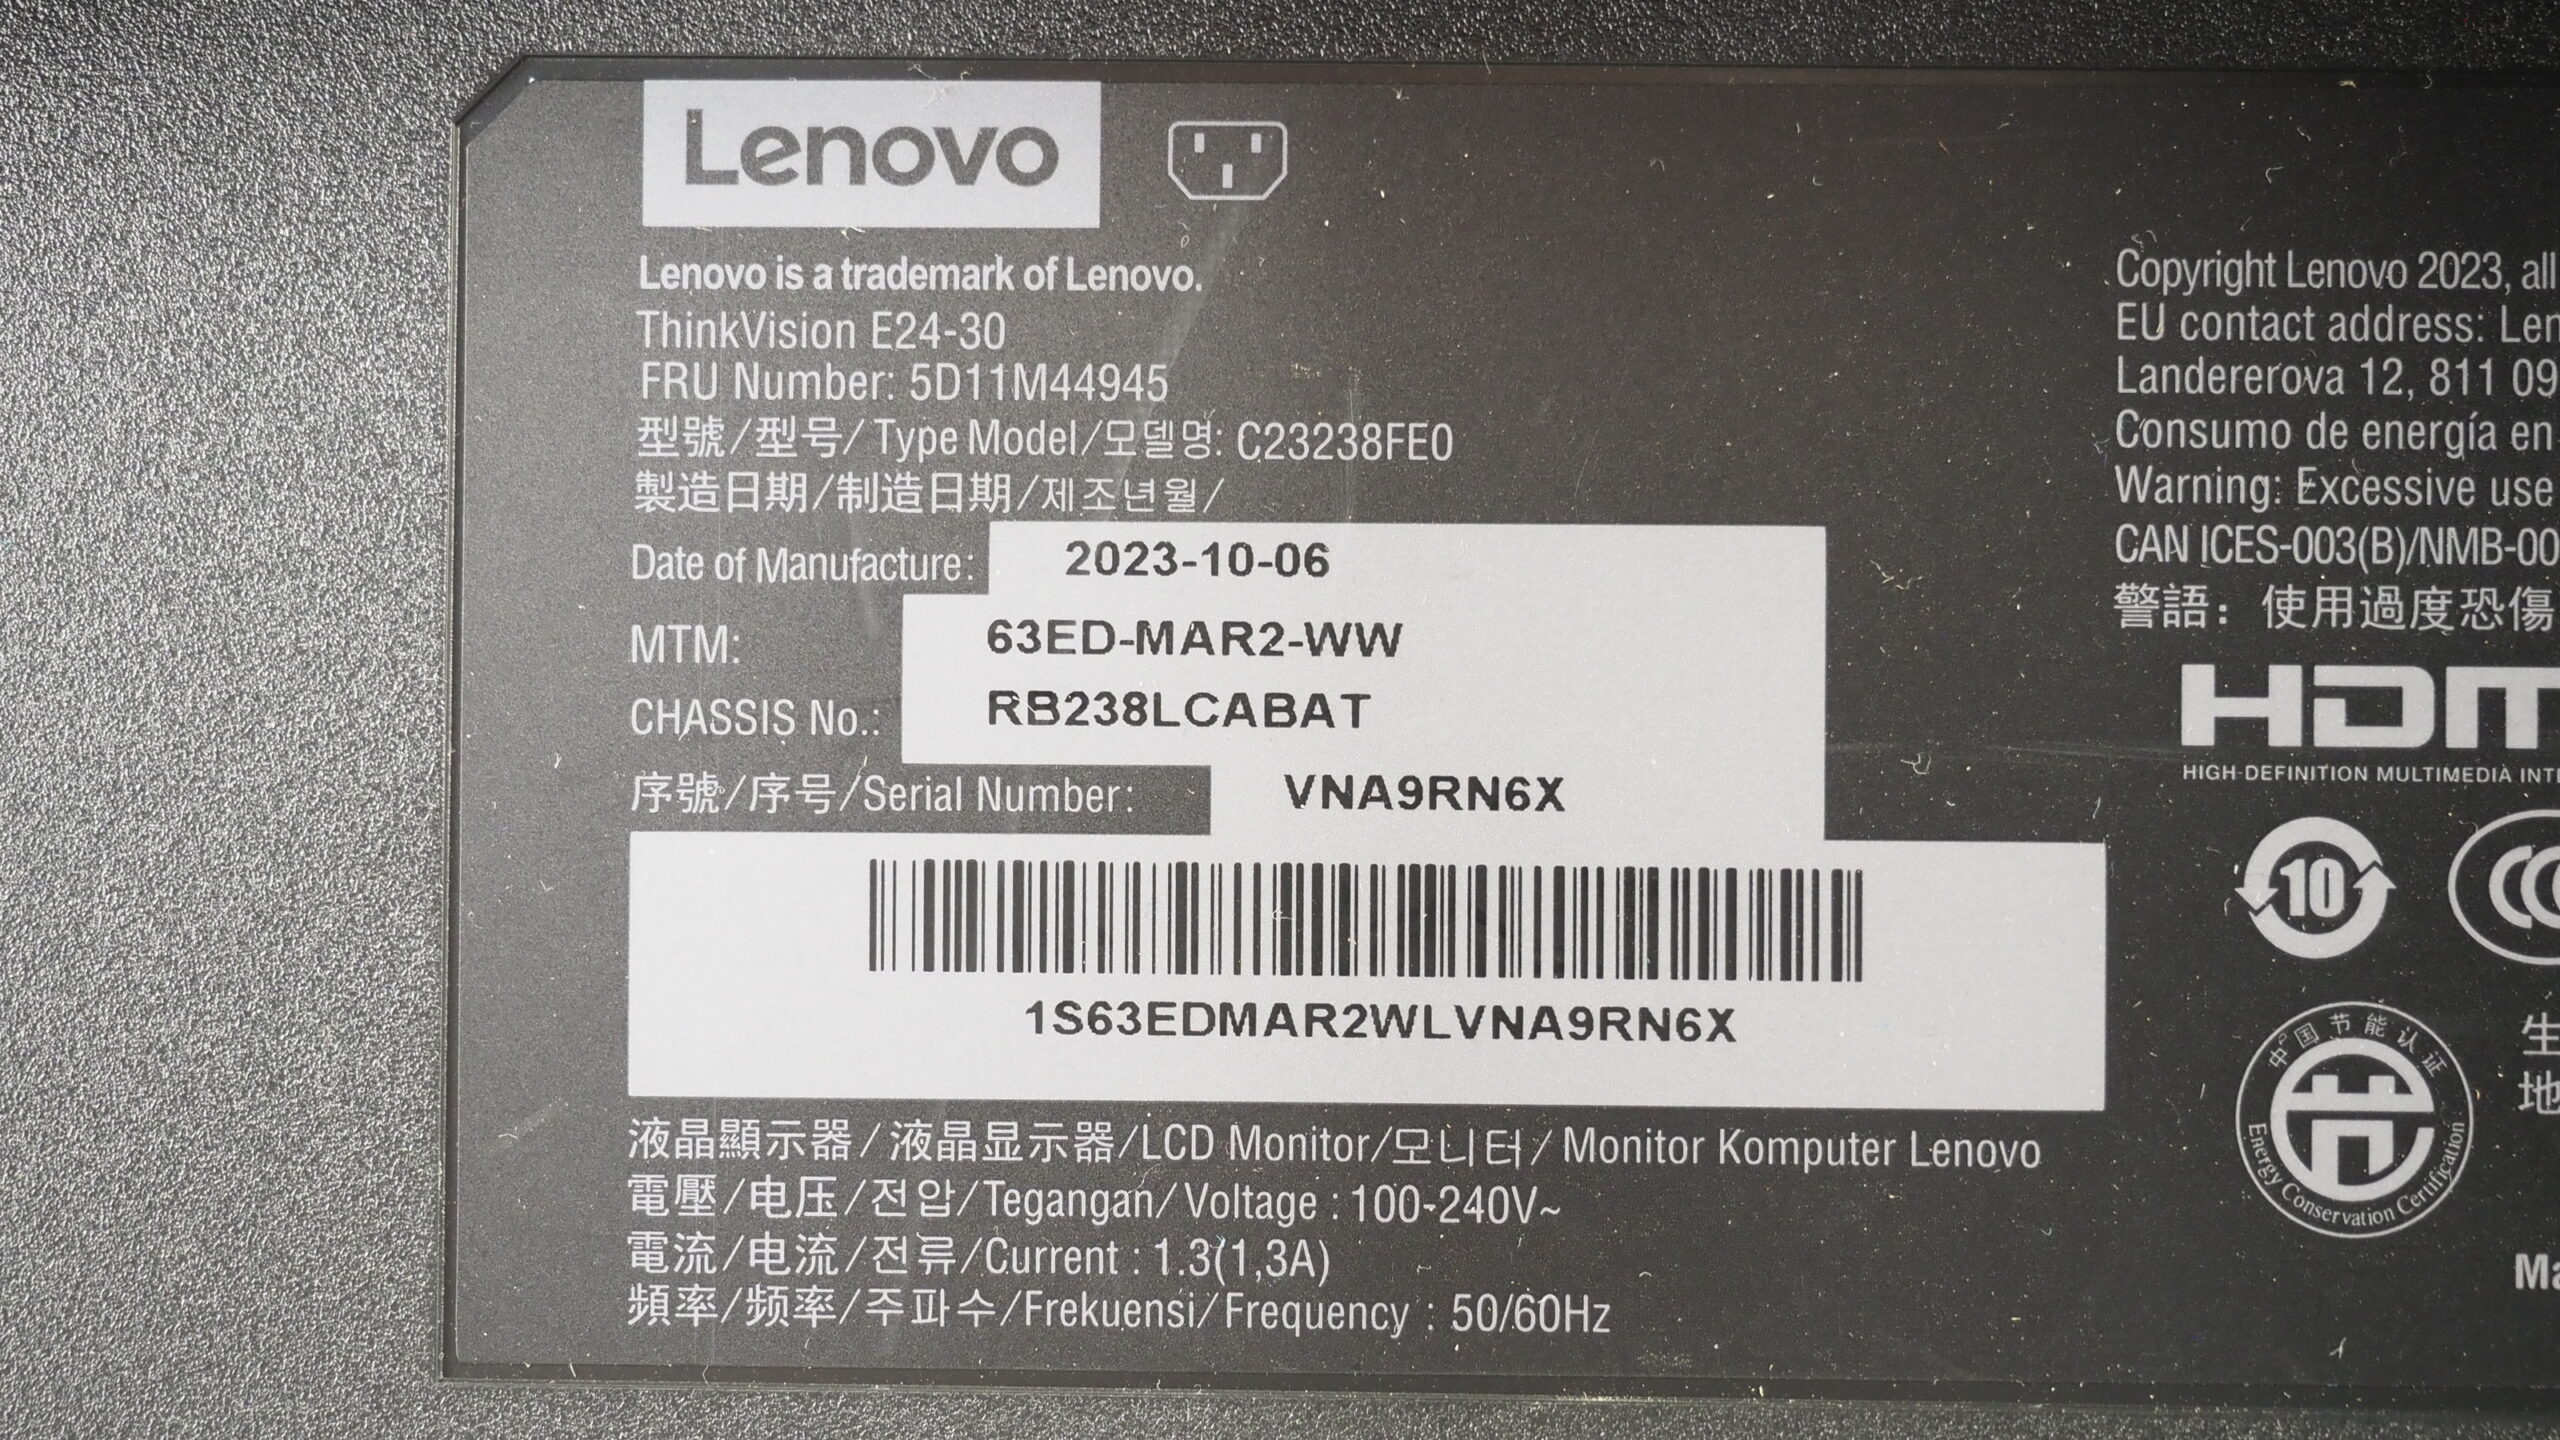 Lenovo
Lenovo is a trademark of Lenovo.
ThinkVision E24-30
FRU Number: 5D11M44945
型號/型号/Type Model/모델명: C23238FE0
製造日期/制造日期/제조년월/
Date of Manufacture: 2023-10-06
MTM: 63ED-MAR2-WW
CHASSIS No.: RB238LCABAT
序號/序号/Serial Number: VNA9RN6X
1S63EDMAR2WLVNA9RN6X
液晶顯示器/液晶显示器/LCD Monitor/모니터/Monitor Komputer Lenovo
電壓/电压/전압/Tegangan/Voltage : 100-240V~
電流/电流/전류/Current : 1.3(1,3A)
頻率/频率/주파수/Frekuensi/Frequency : 50/60Hz
Copyright Lenovo 2023, all
EU contact address: Len
Landererova 12, 811 09
Consumo de energía en
Warning: Excessive use
CAN ICES-003(B)/NMB-00
警語: 使用過度恐傷
HDM
HIGH-DEFINITION MULTIMEDIA INT
10
中国节能认证
Energy Conservation Certification
生
地
Ma